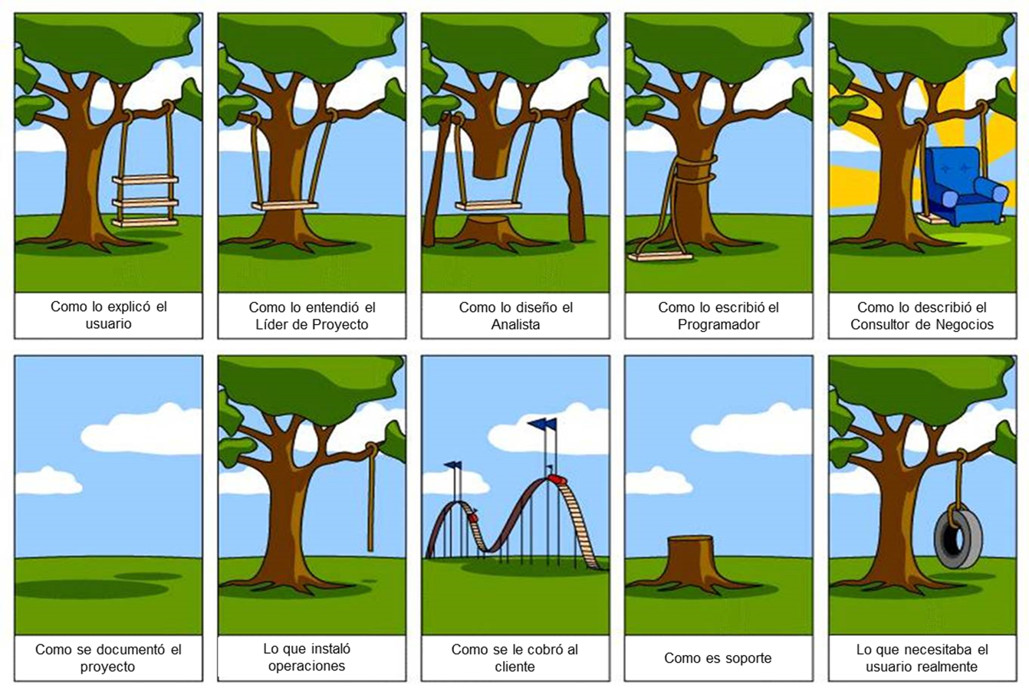 Como lo explicó el
usuario
Como lo entendió el
Líder de Proyecto
Como lo diseño el
Analista
Como lo escribió el
Programador
Como lo describió el
Consultor de Negocios
Como se documentó el
proyecto
Lo que instaló
operaciones
Como se le cobró al
cliente
Como es soporte
Lo que necesitaba el
usuario realmente